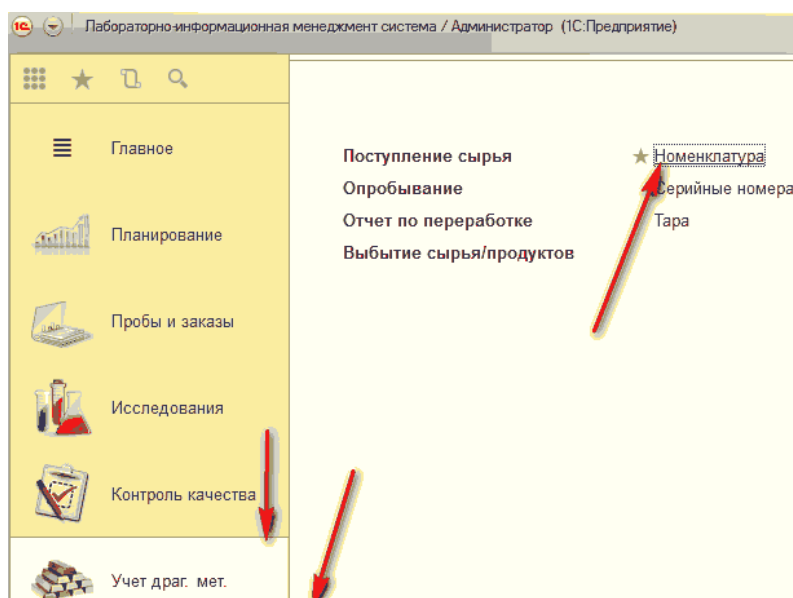 1С Лабораторно-информационная менеджмент система / Администратор (1С:Предприятие)
Главное
Планирование
Пробы и заказы
Исследования
Контроль качества
Учет драг. мет.
Поступление сырья
Опробывание
Отчет по переработке
Выбытие сырья/продуктов
Номенклатура
Серийные номера
Тара